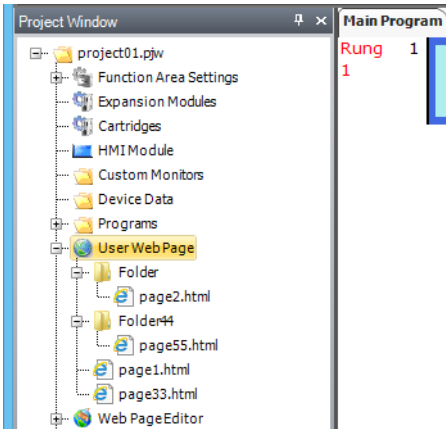 Project Window
Main Program
project01.pjw
Rung 1
1
Function Area Settings
Expansion Modules
Cartridges
HMI Module
Custom Monitors
Device Data
Programs
User Web Page
Folder
page2.html
Folder44
page55.html
page1.html
page33.html
Web Page Editor